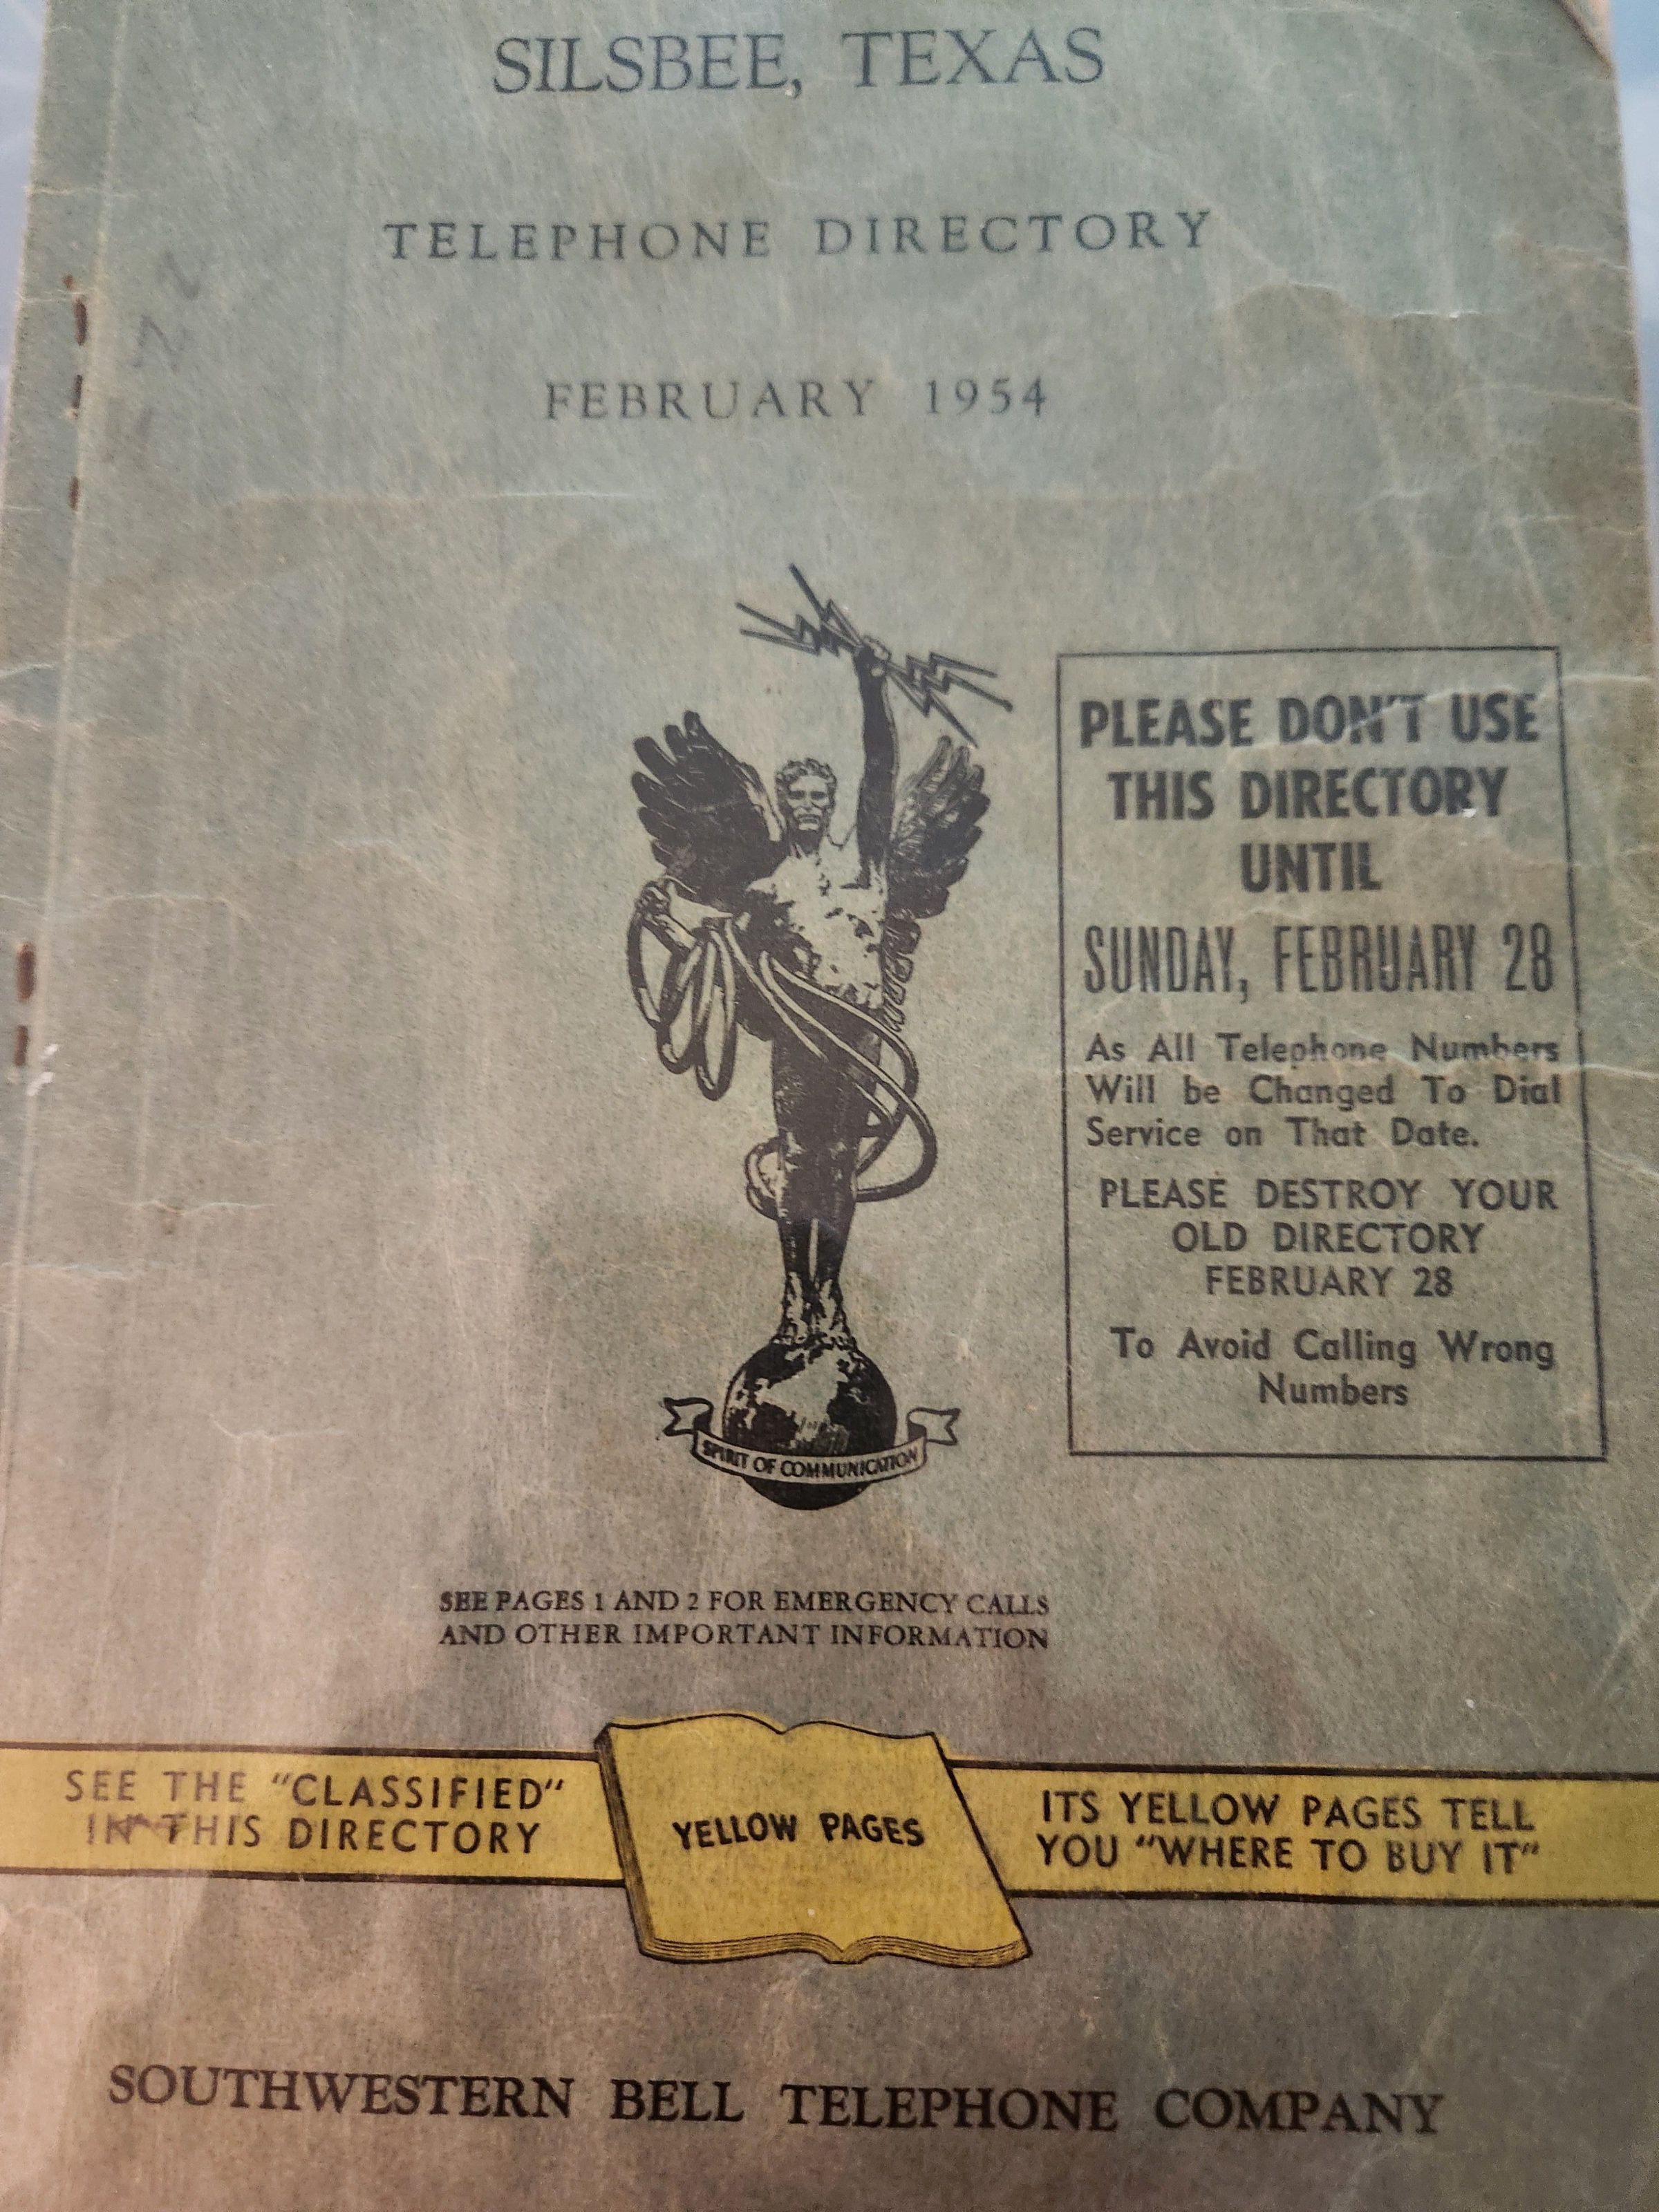 SILSBEE, TEXAS
TELEPHONE DIRECTORY
FEBRUARY 1954
PLEASE DON'T USE
THIS DIRECTORY
UNTIL
SUNDAY, FEBRUARY 28
As All Telephone Numbers
Will be Changed To Dial
Service on That Date.
PLEASE DESTROY YOUR
OLD DIRECTORY
FEBRUARY 28
To Avoid Calling Wrong
Numbers
SPIRIT OF COMMUNICATION
SEE PAGES 1 AND 2 FOR EMERGENCY CALLS
AND OTHER IMPORTANT INFORMATION
SEE THE "CLASSIFIED"
IN THIS DIRECTORY
YELLOW PAGES
ITS YELLOW PAGES TELL
YOU "WHERE TO BUY IT"
SOUTHWESTERN BELL TELEPHONE COMPANY